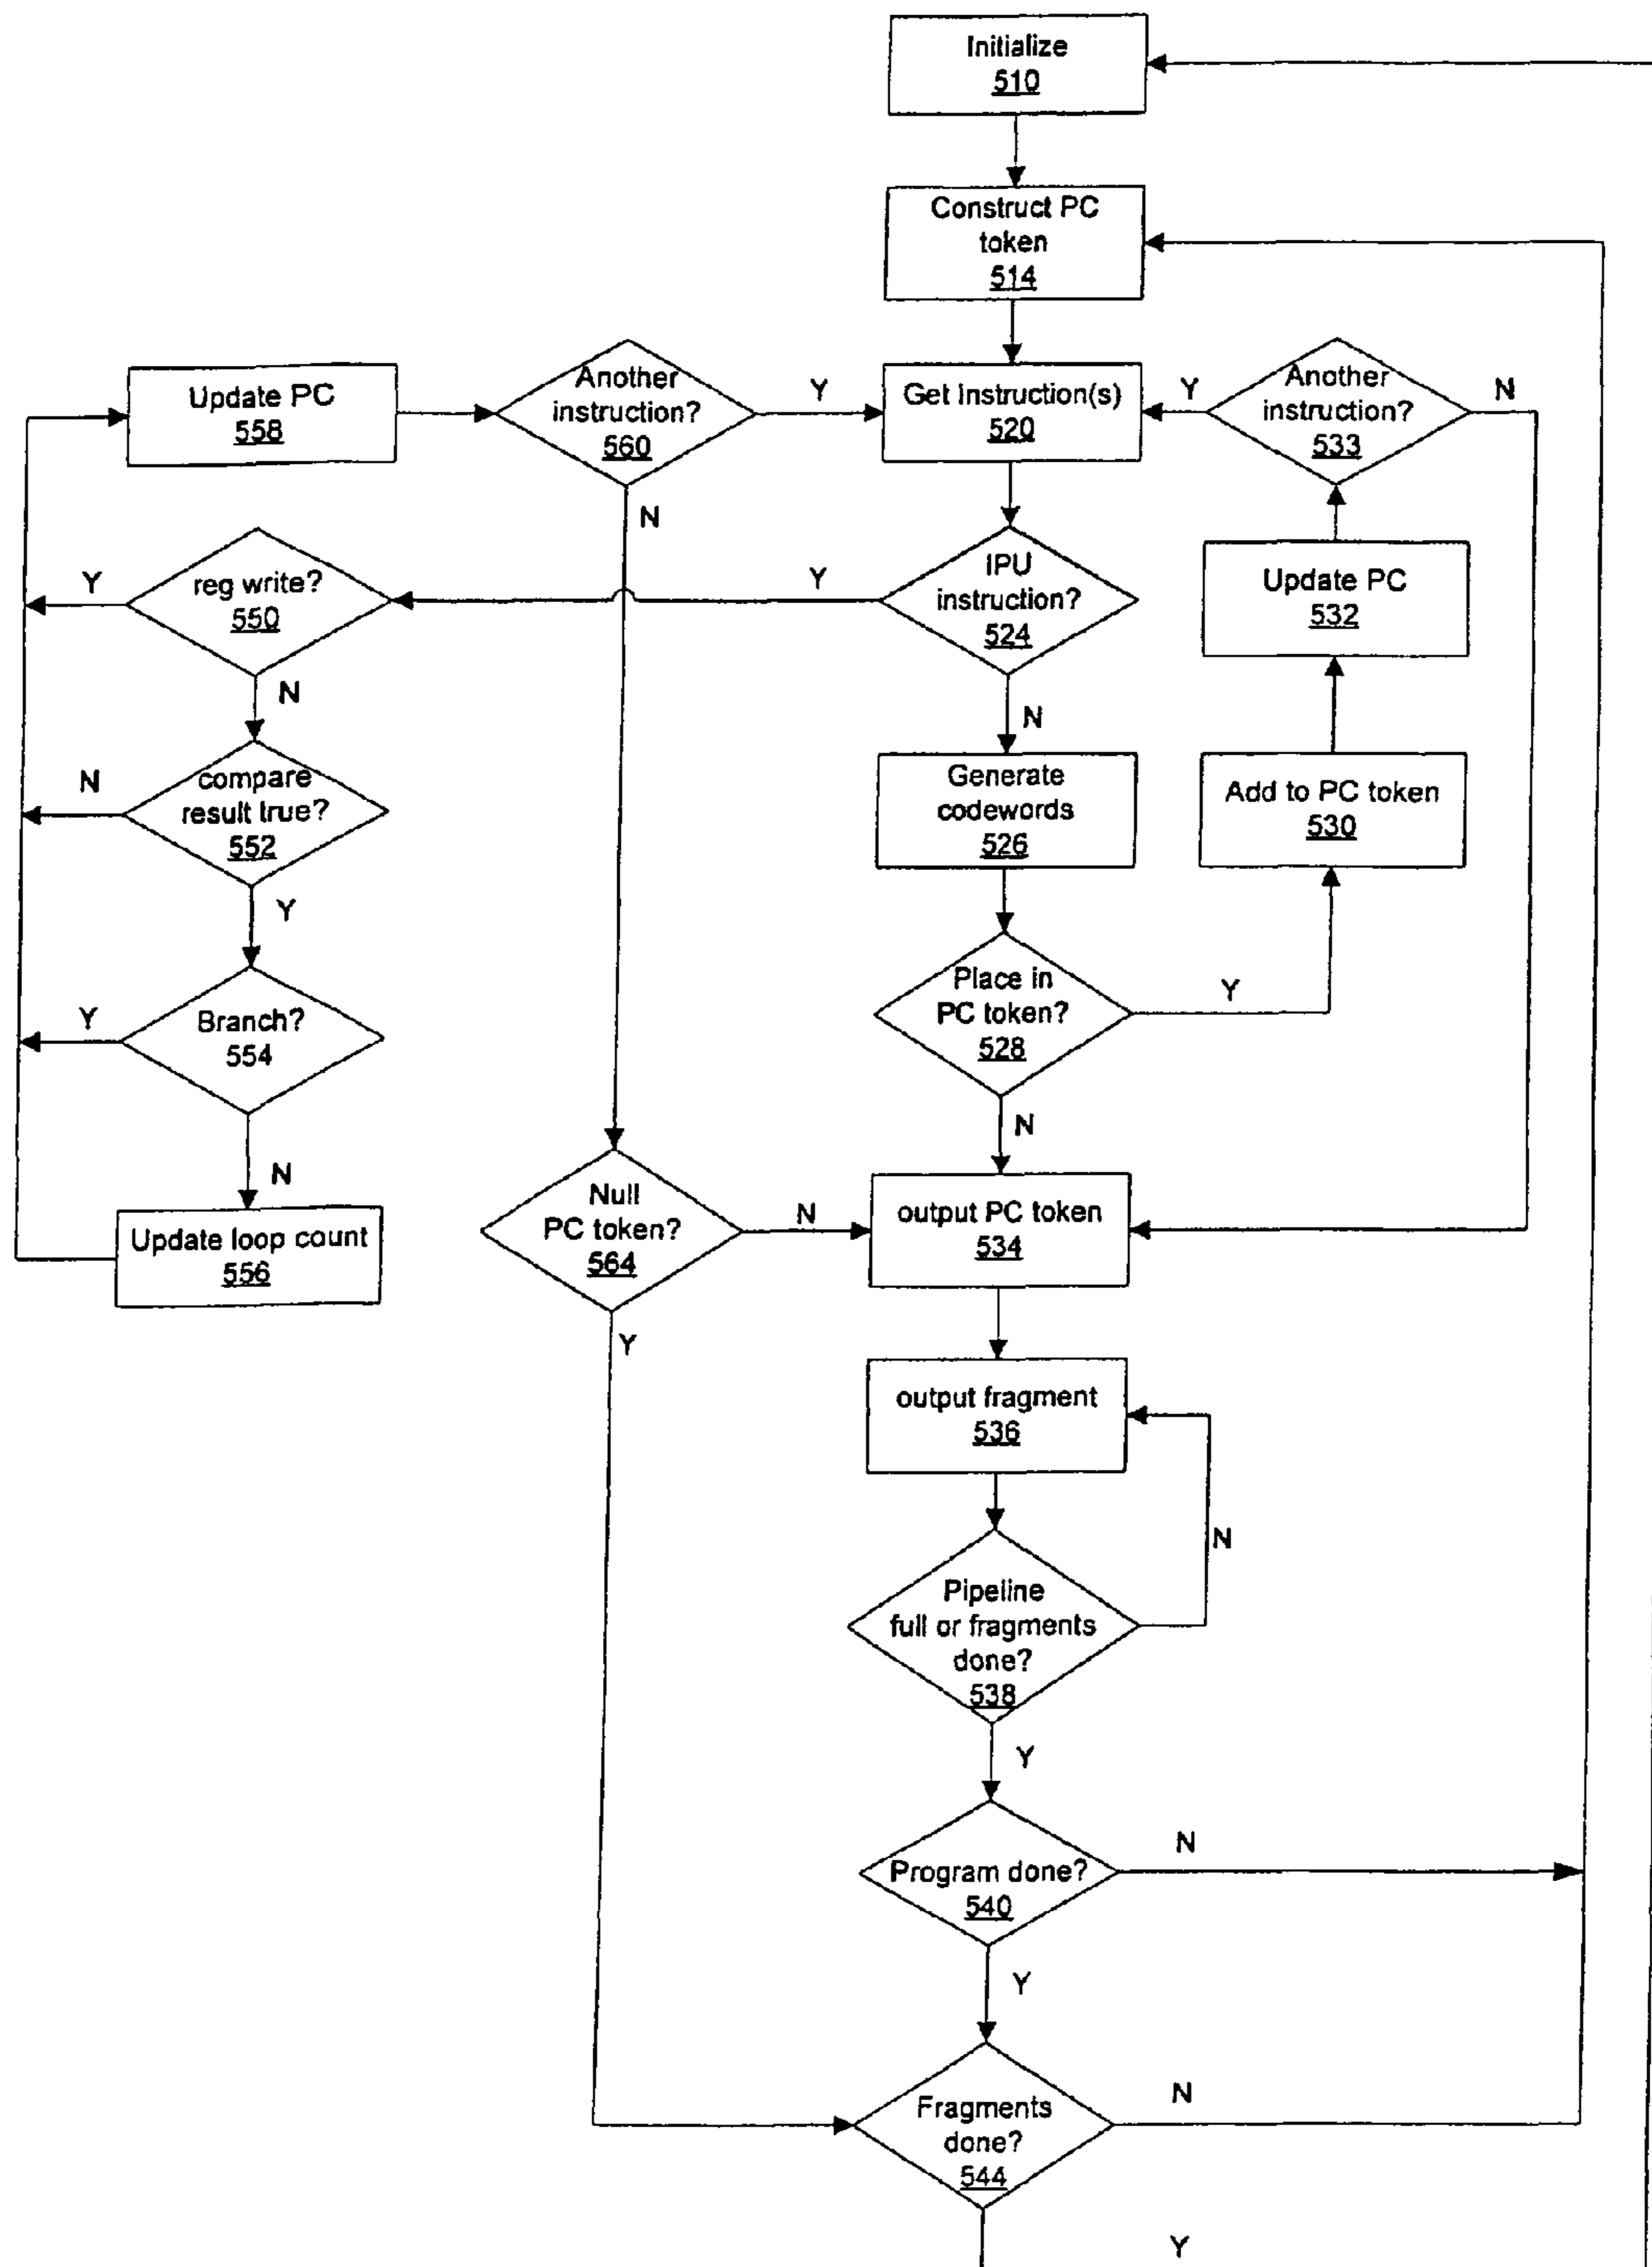 Initialize
510
Construct PC
token
514
Update PC
558
Another
instruction?
560
Y
N
Get Instruction(s)
520
Y
Another
instruction?
533
N
reg write?
550
Y
N
Y
IPU
instruction?
524
N
Update PC
532
compare
result true?
552
N
Y
Generate
codewords
526
Add to PC token
530
Branch?
554
Y
N
Place in
PC token?
528
Y
N
Update loop count
556
Null
PC token?
564
N
Y
output PC token
534
output fragment
536
N
Pipeline
full or fragments
done?
538
Y
Program done?
540
N
Y
Fragments
done?
544
N
Y